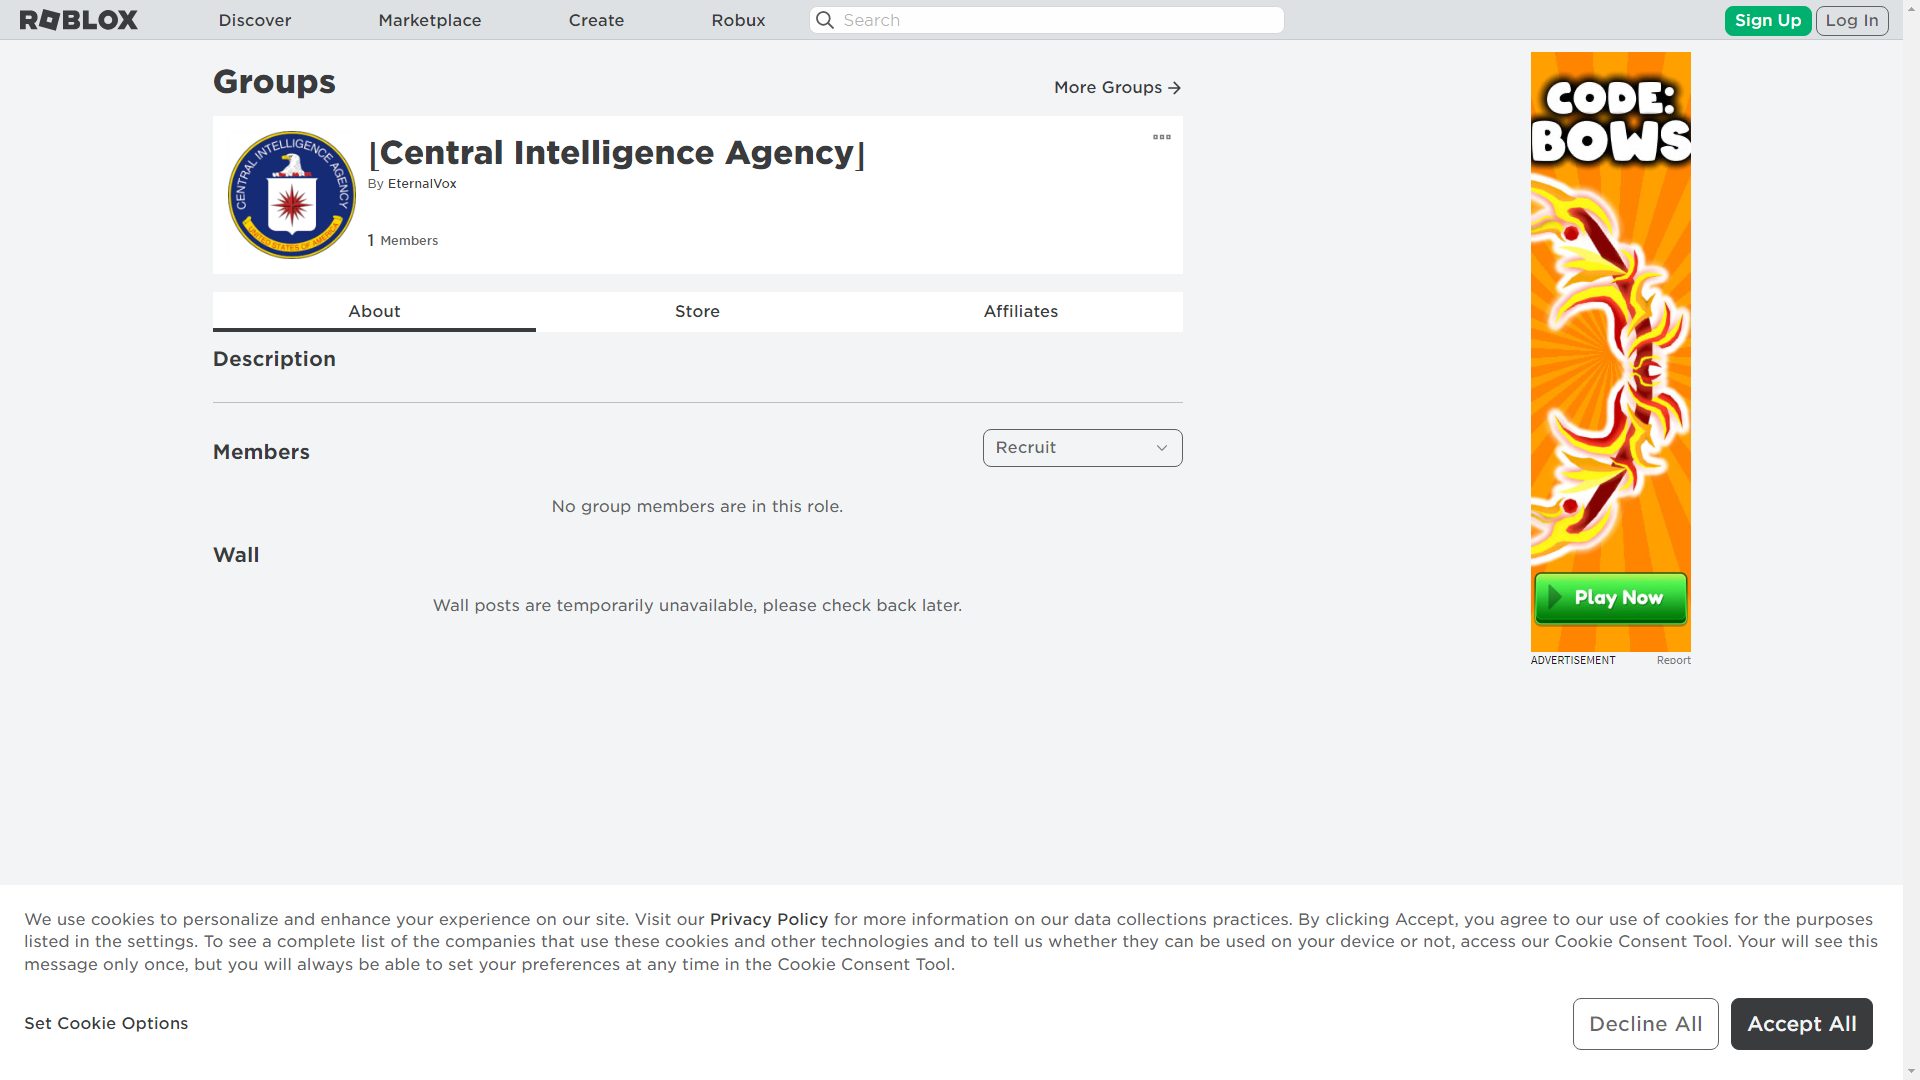 ROBLOX
Discover
Marketplace
Create
Robux
Search
Sign Up
Log In
Groups
More Groups
CENTRAL INTELLIGENCE AGENCY
UNITED STATES OF AMERICA
⌊Central Intelligence Agency⌋
By EternalVox
1 Members
About
Store
Affiliates
Description
Members
Recruit
No group members are in this role.
Wall
Wall posts are temporarily unavailable, please check back later.
CODE:
BOWS
Play Now
ADVERTISEMENT
Report
We use cookies to personalize and enhance your experience on our site. Visit our Privacy Policy for more information on our data collections practices. By clicking Accept, you agree to our use of cookies for the purposes
listed in the settings. To see a complete list of the companies that use these cookies and other technologies and to tell us whether they can be used on your device or not, access our Cookie Consent Tool. Your will see this
message only once, but you will always be able to set your preferences at any time in the Cookie Consent Tool.
Set Cookie Options
Decline All
Accept All